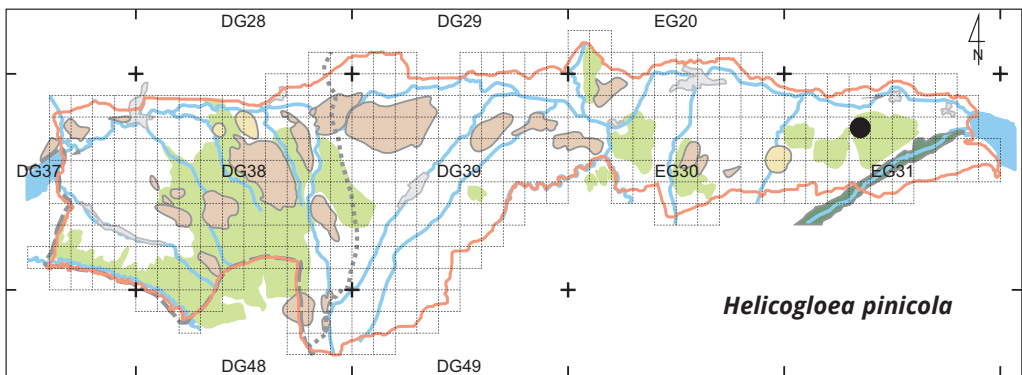 DG28 DG29 EG20
N
DG37 DG38 DG39 EG30 EG31
Helicogloea pinicola
DG48 DG49